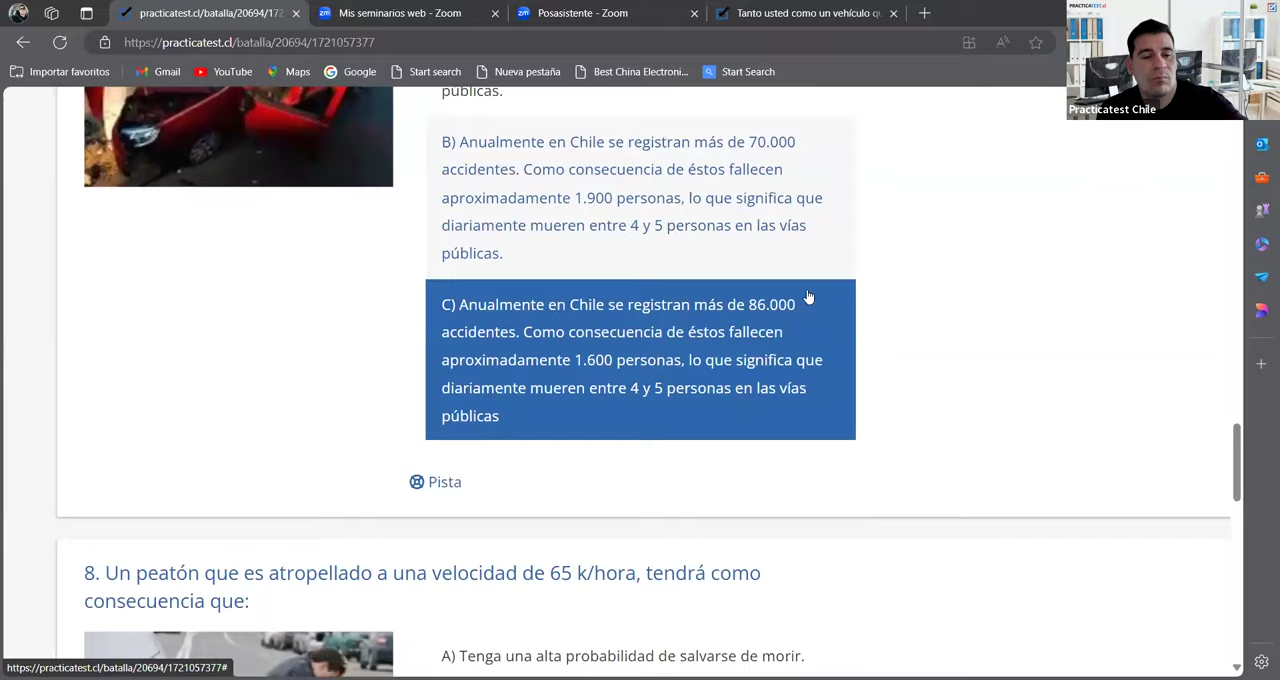 practicatest.cl/batalla/20694/172
Mis seminarios web - Zoom
Posasistente - Zoom
Tanto usted como un vehículo q
https://practicatest.cl/batalla/20694/1721057377
Importar favoritos
Gmail
YouTube
Maps
Google
Start search
Nueva pestaña
Best China Electroni...
Start Search
PRACTICATEST.cl
Practicatest Chile
públicas.
B) Anualmente en Chile se registran más de 70.000
accidentes. Como consecuencia de éstos fallecen
aproximadamente 1.900 personas, lo que significa que
diariamente mueren entre 4 y 5 personas en las vías
públicas.
C) Anualmente en Chile se registran más de 86.000
accidentes. Como consecuencia de éstos fallecen
aproximadamente 1.600 personas, lo que significa que
diariamente mueren entre 4 y 5 personas en las vías
públicas
Pista
8. Un peatón que es atropellado a una velocidad de 65 k/hora, tendrá como
consecuencia que:
A) Tenga una alta probabilidad de salvarse de morir.
https://practicatest.cl/batalla/20694/1721057377#